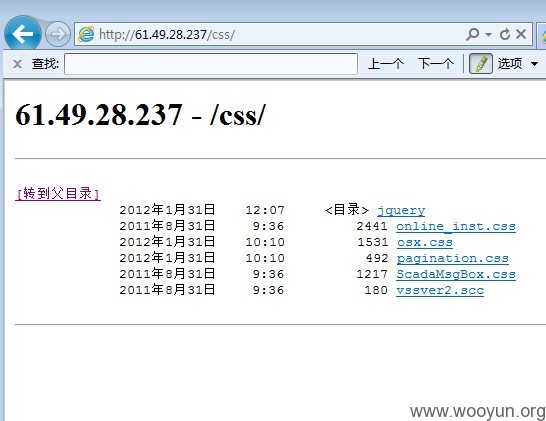 http://61.49.28.237/css/
查找: 上一个 下一个 选项
61.49.28.237 - /css/
[转到父目录]
2012年1月31日 12:07 <目录> jquery
2011年8月31日 9:36 2441 online_inst.css
2012年1月31日 10:10 1531 osx.css
2012年1月31日 10:10 492 pagination.css
2011年8月31日 9:36 1217 ScadaMsgBox.css
2011年8月31日 9:36 180 vssver2.scc
www.wooyun.org